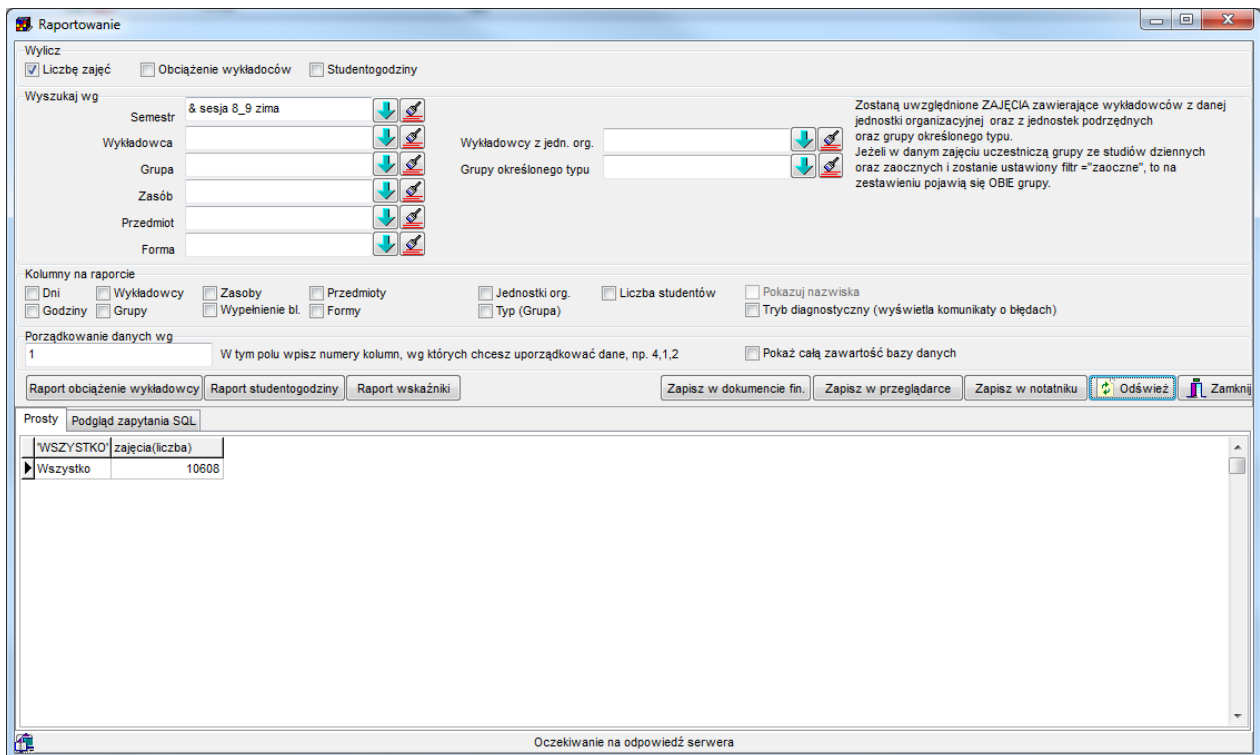 Raportowanie
Wylicz
Liczbę zajęć Obciążenie wykładoców Studentogodziny
Wyszukaj wg
Semestr & sesja 8_9 zima
Wykładowca
Grupa
Zasób
Przedmiot
Forma
Wykładowcy z jedn. org.
Grupy określonego typu
Zostaną uwzględnione ZAJĘCIA zawierające wykładowców z danej
jednostki organizacyjnej oraz z jednostek podrzędnych
oraz grupy określonego typu.
Jeżeli w danym zajęciu uczestniczą grupy ze studiów dziennych
oraz zaocznych i zostanie ustawiony filtr ="zaoczne", to na
zestawieniu pojawią się OBIE grupy.
Kolumny na raporcie
Dni Wykładowcy Zasoby Przedmioty Jednostki org. Liczba studentów Pokazuj nazwiska
Godziny Grupy Wypełnienie bl. Formy Typ (Grupa) Tryb diagnostyczny (wyświetla komunikaty o błędach)
Porządkowanie danych wg
1 W tym polu wpisz numery kolumn, wg których chcesz uporządkować dane, np. 4,1,2 Pokaż całą zawartość bazy danych
Raport obciążenie wykładowcy Raport studentogodziny Raport wskaźniki Zapisz w dokumencie fin. Zapisz w przeglądarce Zapisz w notatniku Odśwież Zamknij
Prosty Podgląd zapytania SQL
'WSZYSTKO' zajęcia(liczba)
Wszystko 10608
Oczekiwanie na odpowiedź serwera